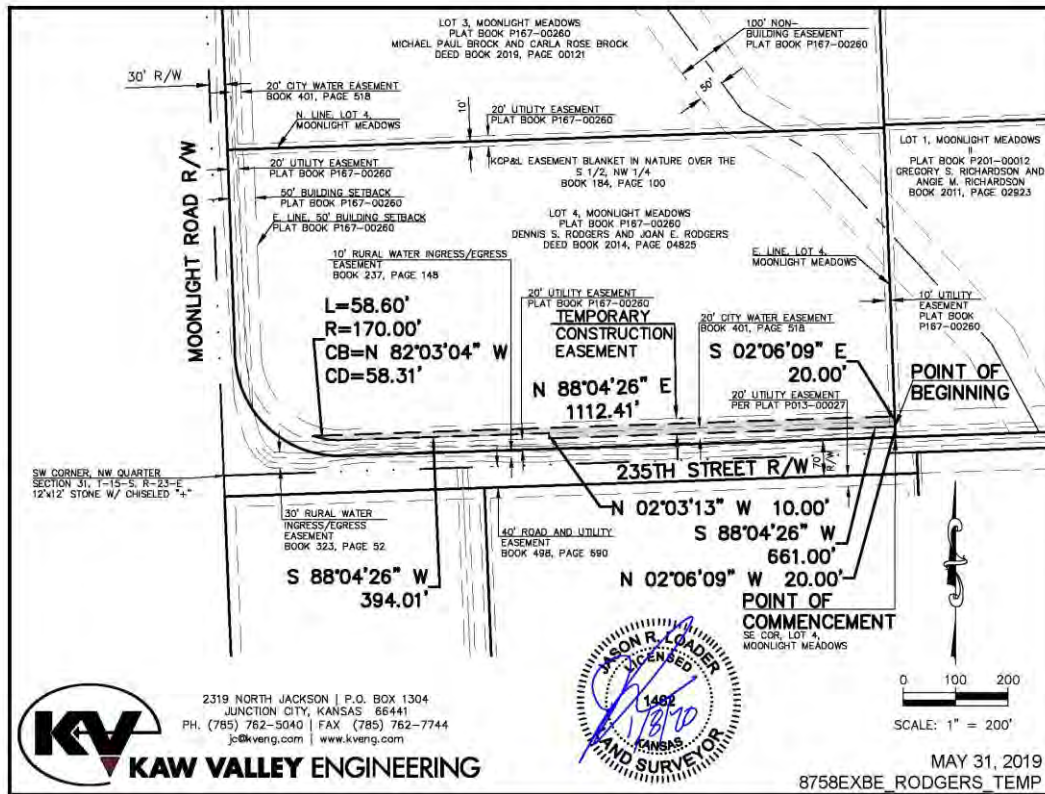 LOT 3, MOONLIGHT MEADOWS
PLAT BOOK P167-00260
MICHAEL PAUL BROCK AND CARLA ROSE BROCK
DEED BOOK 2019, PAGE 00121
100' NON-
BUILDING EASEMENT
PLAT BOOK P167-00260
50'
30' R/W
20' CITY WATER EASEMENT
BOOK 401, PAGE 518
10'
20' UTILITY EASEMENT
PLAT BOOK P167-00260
N. LINE, LOT 4,
MOONLIGHT MEADOWS
LOT 1, MOONLIGHT MEADOWS
II
PLAT BOOK P201-00012
GREGORY S. RICHARDSON AND
ANGIE M. RICHARDSON
BOOK 2011, PAGE 02923
20' UTILITY EASEMENT
PLAT BOOK P167-00260
KCP&L EASEMENT BLANKET IN NATURE OVER THE
S 1/2, NW 1/4
BOOK 184, PAGE 100
50' BUILDING SETBACK
PLAT BOOK P167-00260
E. LINE, 50' BUILDING SETBACK
PLAT BOOK P167-00260
LOT 4, MOONLIGHT MEADOWS
PLAT BOOK P167-00260
DENNIS S. RODGERS AND JOAN E. RODGERS
DEED BOOK 2014, PAGE 04825
MOONLIGHT ROAD R/W
10' RURAL WATER INGRESS/EGRESS
EASEMENT
BOOK 237, PAGE 148
E. LINE, LOT 4,
MOONLIGHT MEADOWS
L=58.60'
R=170.00'
CB=N 82°03'04" W
CD=58.31'
20' UTILITY EASEMENT
PLAT BOOK P167-00260
TEMPORARY
CONSTRUCTION
EASEMENT
20' CITY WATER EASEMENT
BOOK 401, PAGE 518
10' UTILITY
EASEMENT
PLAT BOOK
P167-00260
S 02°06'09" E
20.00'
N 88°04'26" E
1112.41'
POINT OF
BEGINNING
20' UTILITY EASEMENT
PER PLAT P013-00027
235TH STREET R/W
70'
R/W
SW CORNER, NW QUARTER
SECTION 31, T-15-S, R-23-E
12"x12" STONE W/ CHISELED "+"
30' RURAL WATER
INGRESS/EGRESS
EASEMENT
BOOK 323, PAGE 52
40' ROAD AND UTILITY
EASEMENT
BOOK 498, PAGE 590
N 02°03'13" W 10.00'
S 88°04'26" W
661.00'
N 02°06'09" W 20.00'
S 88°04'26" W
394.01'
POINT OF
COMMENCEMENT
SE COR, LOT 4,
MOONLIGHT MEADOWS
JASON R. LOADER
LICENSED
1462
1/8/20
KANSAS
LAND SURVEYOR
0 100 200
SCALE: 1" = 200'
KV
2319 NORTH JACKSON | P.O. BOX 1304
JUNCTION CITY, KANSAS 66441
PH. (785) 762-5040 | FAX (785) 762-7744
jc@kveng.com | www.kveng.com
KAW VALLEY ENGINEERING
MAY 31, 2019
8758EXBE_RODGERS_TEMP